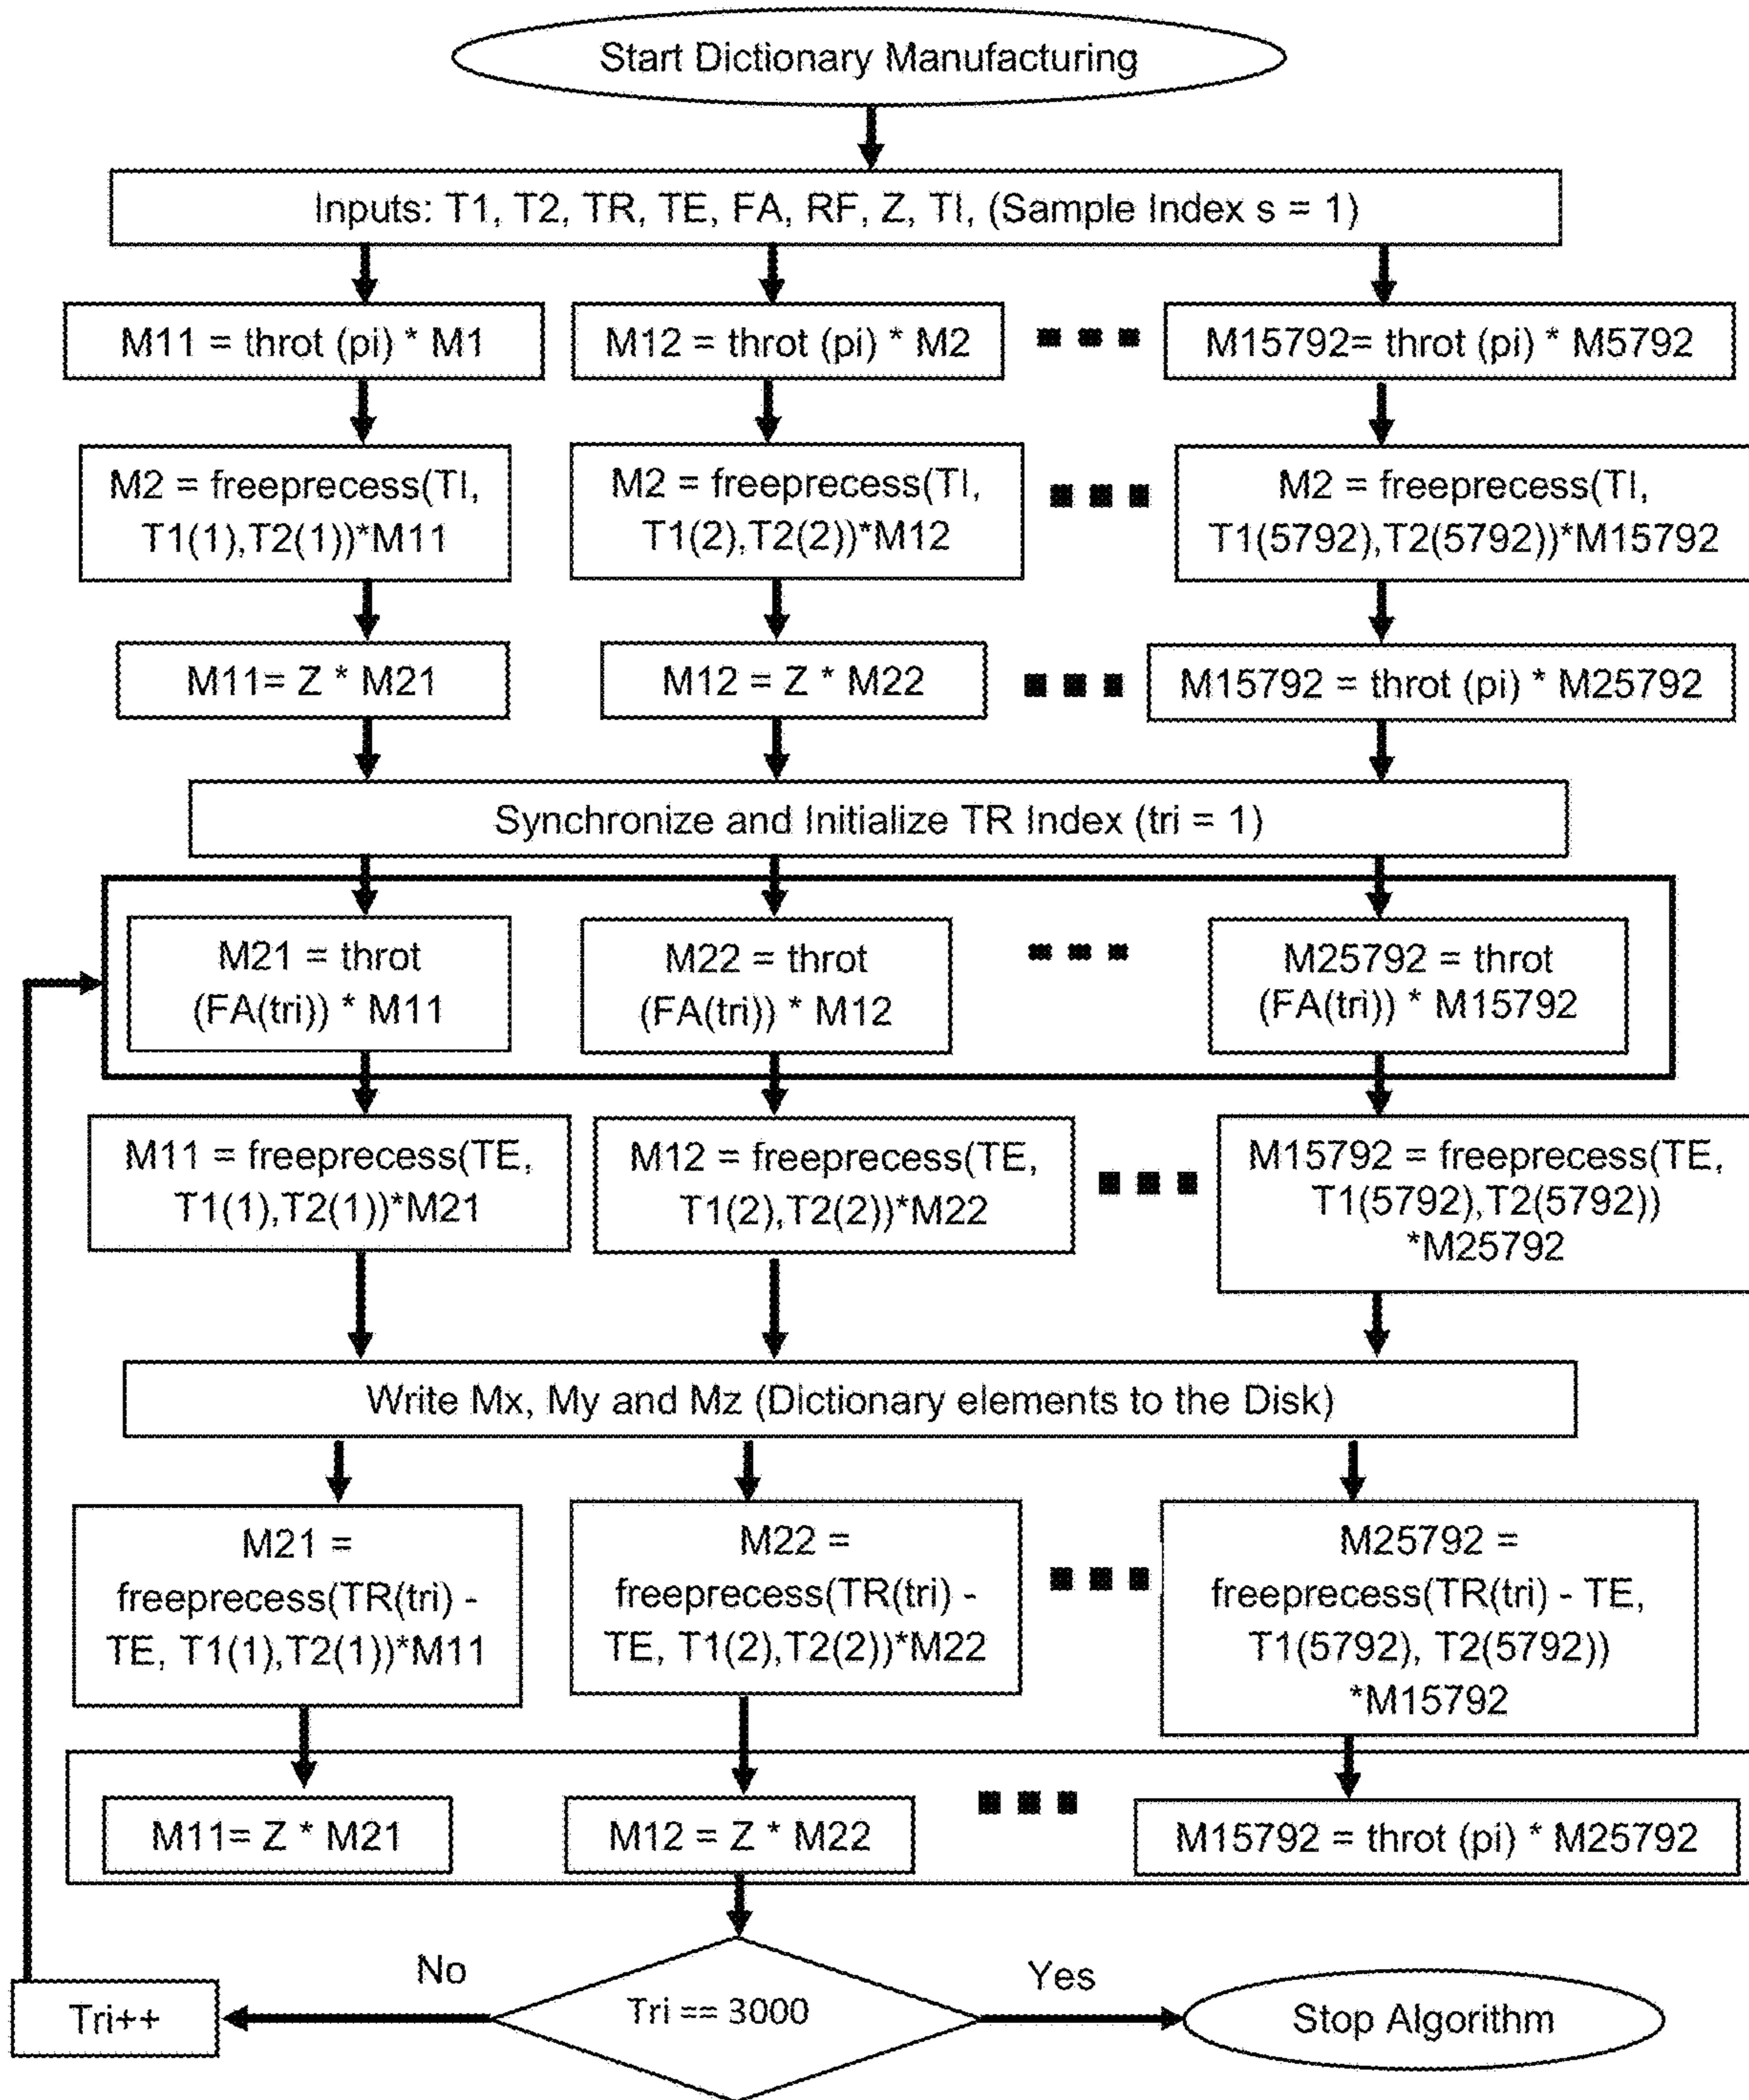 Start Dictionary Manufacturing
Inputs: T1, T2, TR, TE, FA, RF, Z, TI, (Sample Index s = 1)
M11 = throt (pi) * M1
M12 = throt (pi) * M2
M15792= throt (pi) * M5792
M2 = freeprecess(TI,
T1(1),T2(1))*M11
M2 = freeprecess(TI,
T1(2),T2(2))*M12
M2 = freeprecess(TI,
T1(5792),T2(5792))*M15792
M11= Z * M21
M12 = Z * M22
M15792 = throt (pi) * M25792
Synchronize and Initialize TR Index (tri = 1)
M21 = throt
(FA(tri)) * M11
M22 = throt
(FA(tri)) * M12
M25792 = throt
(FA(tri)) * M15792
M11 = freeprecess(TE,
T1(1),T2(1))*M21
M12 = freeprecess(TE,
T1(2),T2(2))*M22
M15792 = freeprecess(TE,
T1(5792),T2(5792))
*M25792
Write Mx, My and Mz (Dictionary elements to the Disk)
M21 =
freeprecess(TR(tri) -
TE, T1(1),T2(1))*M11
M22 =
freeprecess(TR(tri) -
TE, T1(2),T2(2))*M22
M25792 =
freeprecess(TR(tri) - TE,
T1(5792), T2(5792))
*M15792
M11= Z * M21
M12 = Z * M22
M15792 = throt (pi) * M25792
No
Yes
Tri++
Tri == 3000
Stop Algorithm